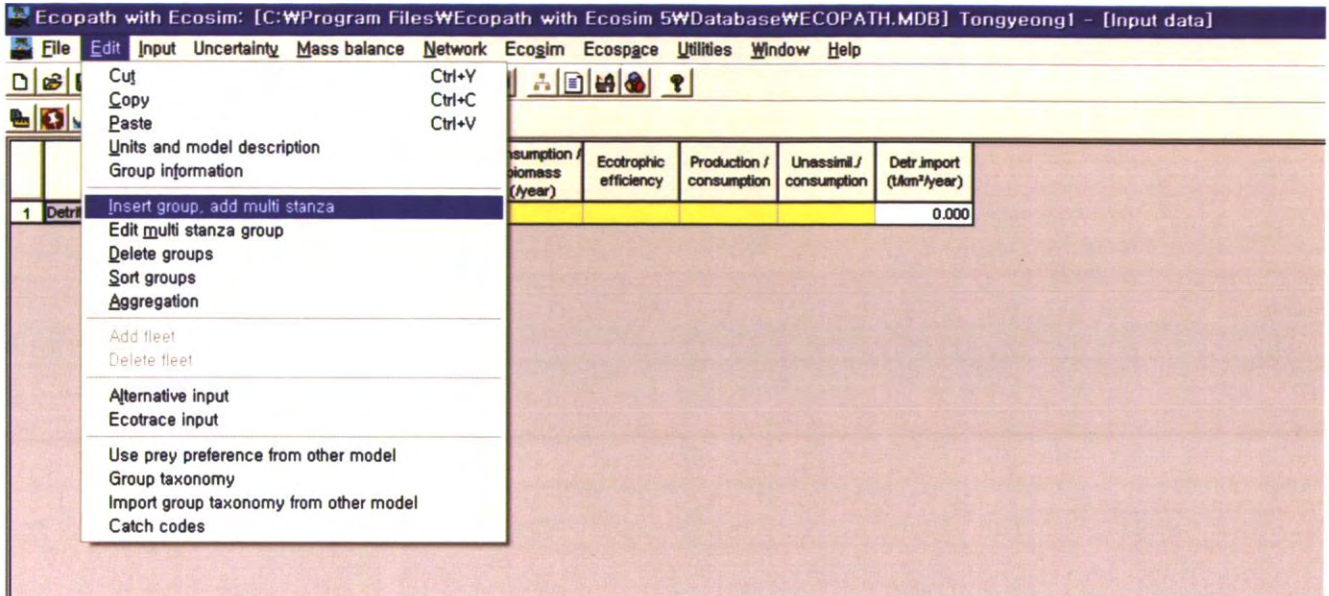 Ecopath with Ecosim: [C:₩Program Files₩Ecopath with Ecosim 5₩Database₩ECOPATH.MDB] Tongyeong1 - [Input data]
File Edit Input Uncertainty Mass balance Network Ecosim Ecospace Utilities Window Help
Cut Ctrl+Y
Copy Ctrl+C
Paste Ctrl+V
Units and model description
Group information
Insert group, add multi stanza
Edit multi stanza group
Delete groups
Sort groups
Aggregation
Add fleet
Delete fleet
Alternative input
Ecotrace input
Use prey preference from other model
Group taxonomy
Import group taxonomy from other model
Catch codes
nsumption /
biomass
(/year)
Ecotrophic
efficiency
Production /
consumption
Unassimil./
consumption
Detr.import
(t/km²/year)
1 Detrit
0.000